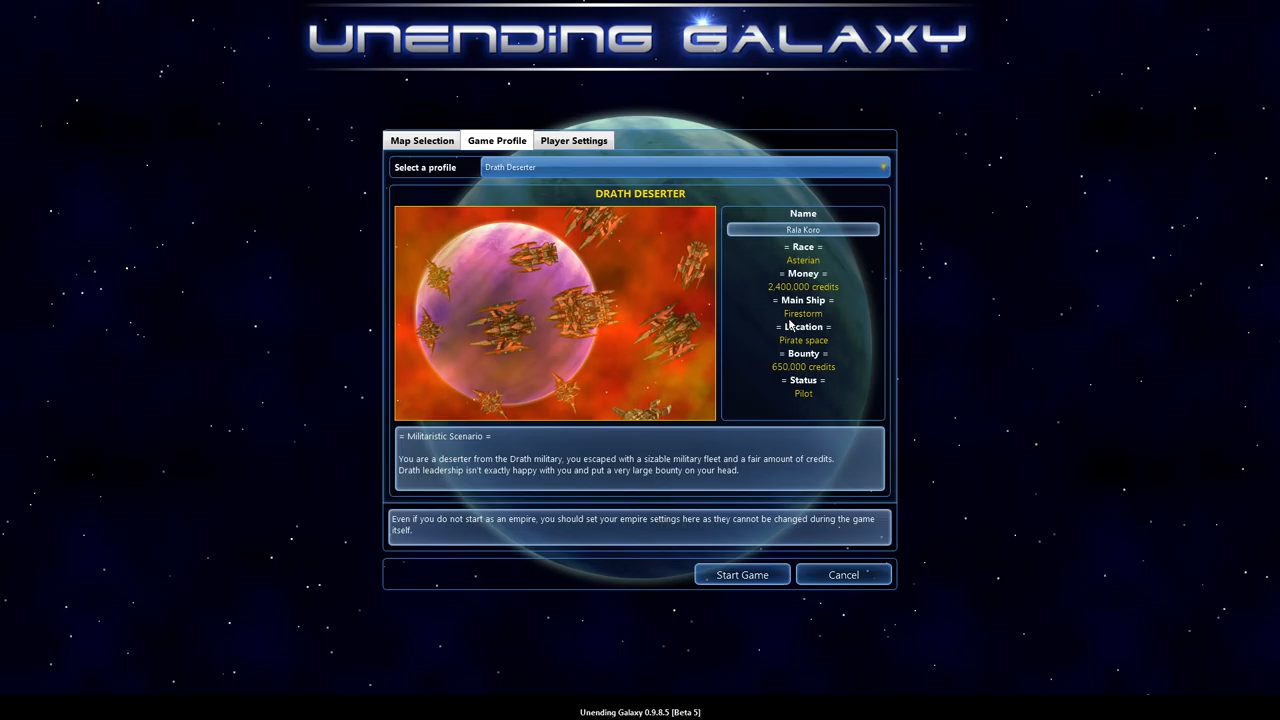 UNENDING GALAXY
Map Selection
Game Profile
Player Settings
Select a profile
Drath Deserter
DRATH DESERTER
Name
Rala Koro
= Race =
Asterian
= Money =
2,400,000 credits
= Main Ship =
Firestorm
= Location =
Pirate space
= Bounty =
650,000 credits
= Status =
Pilot
= Militaristic Scenario =
You are a deserter from the Drath military, you escaped with a sizable military fleet and a fair amount of credits.
Drath leadership isn't exactly happy with you and put a very large bounty on your head.
Even if you do not start as an empire, you should set your empire settings here as they cannot be changed during the game
itself.
Start Game
Cancel
Unending Galaxy 0.9.8.5 [Beta 5]